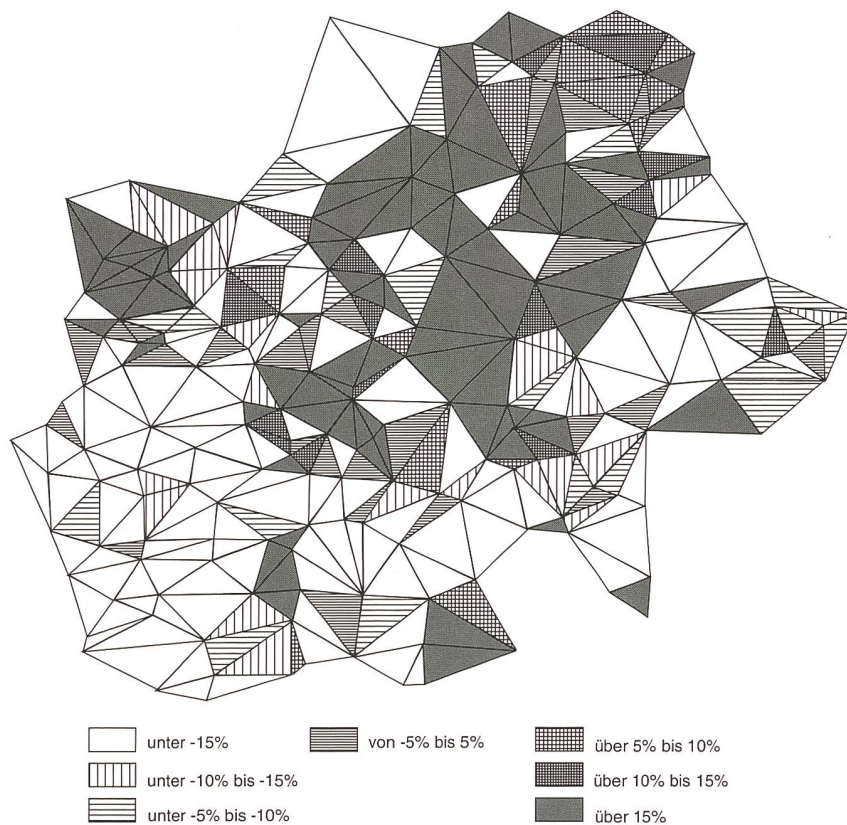 unter -15%
unter -10% bis -15%
unter -5% bis -10%
von -5% bis 5%
über 5% bis 10%
über 10% bis 15%
über 15%